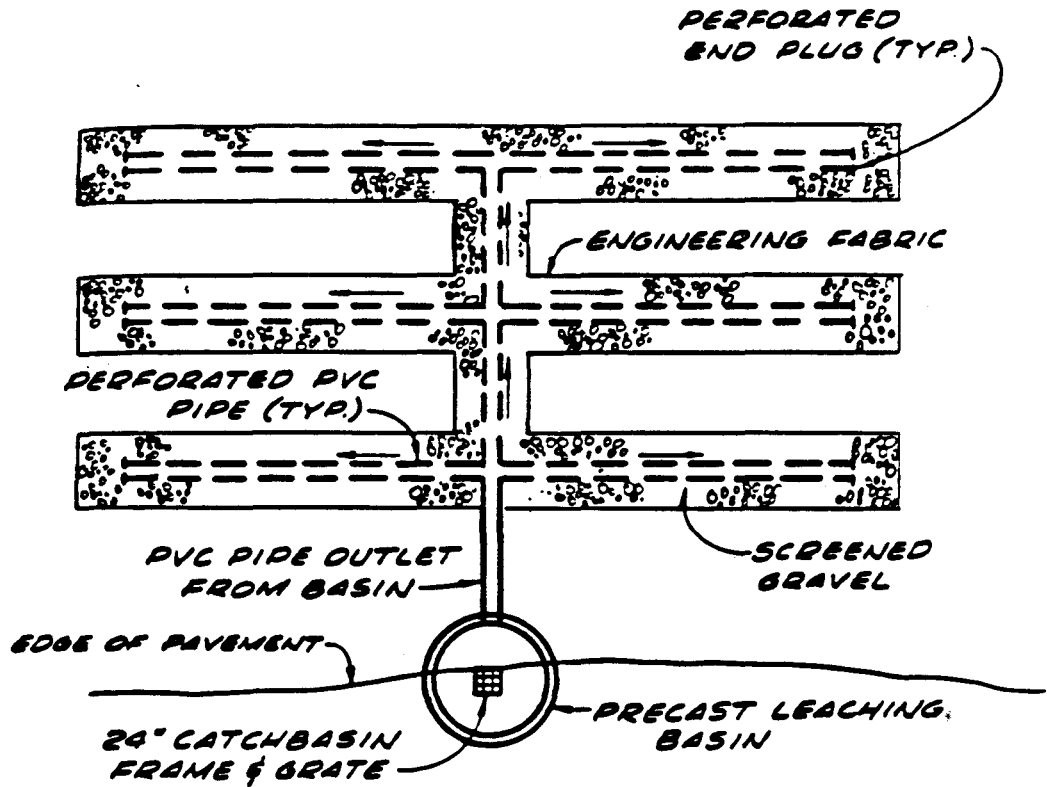 PERFORATED
END PLUG (TYP.)
ENGINEERING FABRIC
PERFORATED PVC
PIPE (TYP.)
PVC PIPE OUTLET
FROM BASIN
SCREENED
GRAVEL
EDGE OF PAVEMENT
PRECAST LEACHING
BASIN
24" CATCHBASIN
FRAME & GRATE